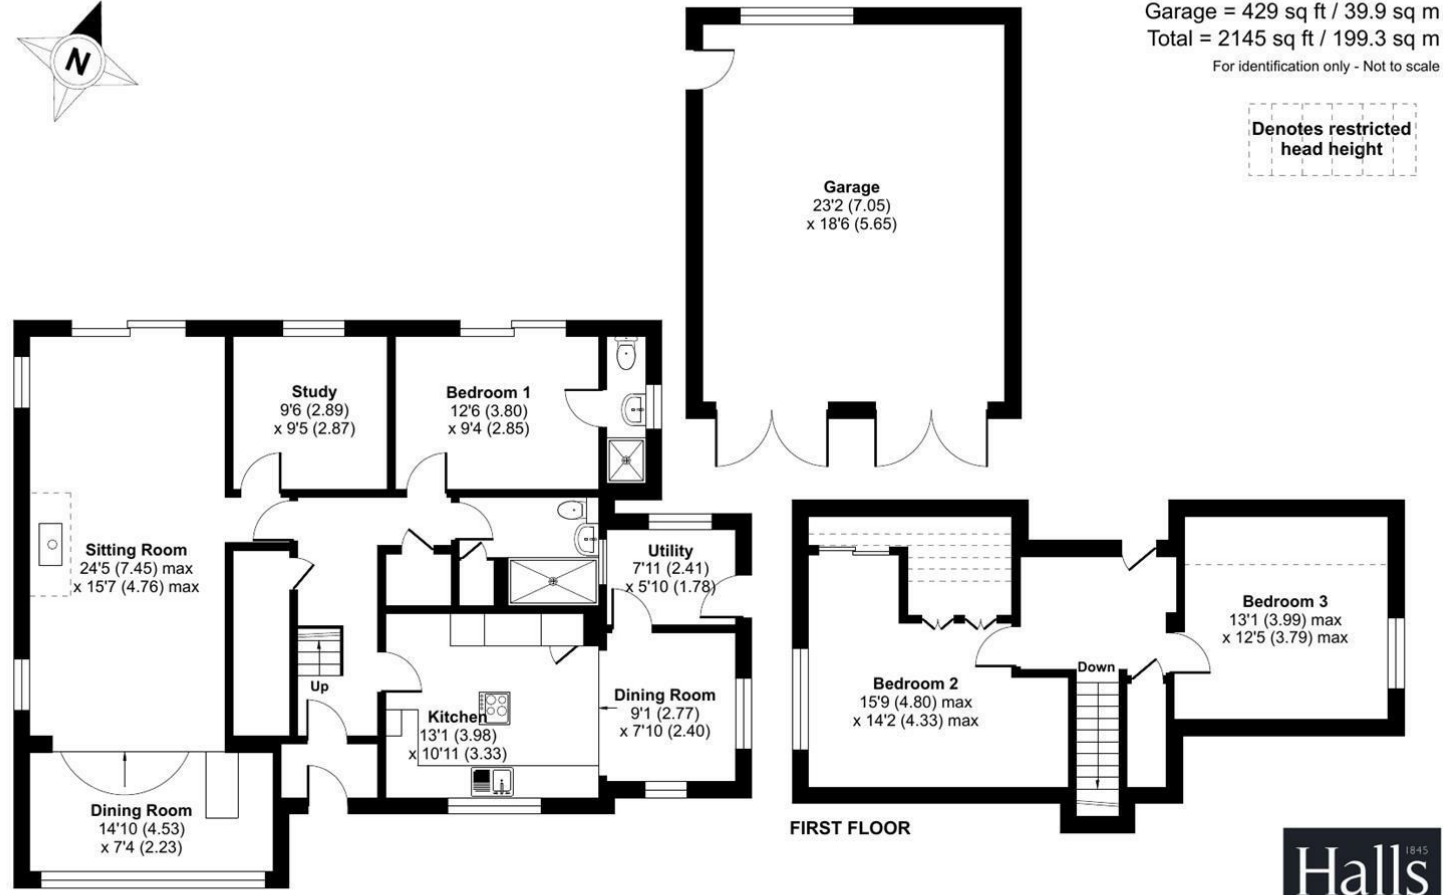 N
Garage = 429 sq ft / 39.9 sq m
Total = 2145 sq ft / 199.3 sq m
For identification only - Not to scale
Denotes restricted
head height
Garage
23'2 (7.05)
x 18'6 (5.65)
Study
9'6 (2.89)
x 9'5 (2.87)
Bedroom 1
12'6 (3.80)
x 9'4 (2.85)
Sitting Room
24'5 (7.45) max
x 15'7 (4.76) max
Utility
7'11 (2.41)
x 5'10 (1.78)
Up
Kitchen
13'1 (3.98)
x 10'11 (3.33)
Dining Room
9'1 (2.77)
x 7'10 (2.40)
Dining Room
14'10 (4.53)
x 7'4 (2.23)
Bedroom 3
13'1 (3.99) max
x 12'5 (3.79) max
Down
Bedroom 2
15'9 (4.80) max
x 14'2 (4.33) max
FIRST FLOOR
Halls 1845